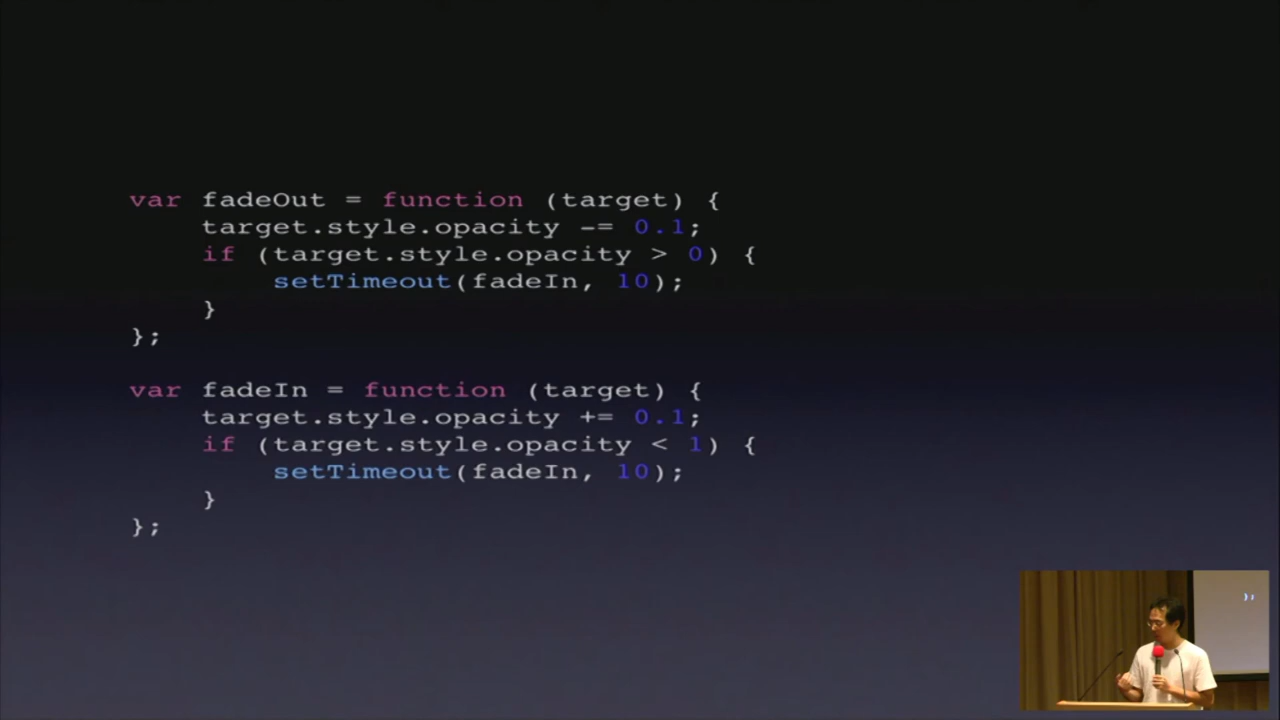 var fadeOut = function (target) {
target.style.opacity -= 0.1;
if (target.style.opacity > 0) {
setTimeout(fadeIn, 10);
}
};
var fadeIn = function (target) {
target.style.opacity += 0.1;
if (target.style.opacity < 1) {
setTimeout(fadeIn, 10);
}
};
};